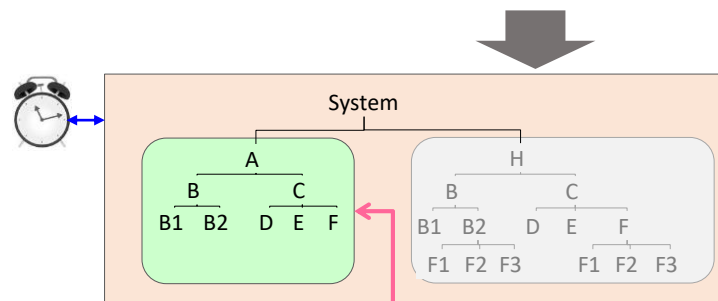 System
A
B C
B1 B2 D E F
H
B C
B1 B2 D E F
F1 F2 F3 F1 F2 F3